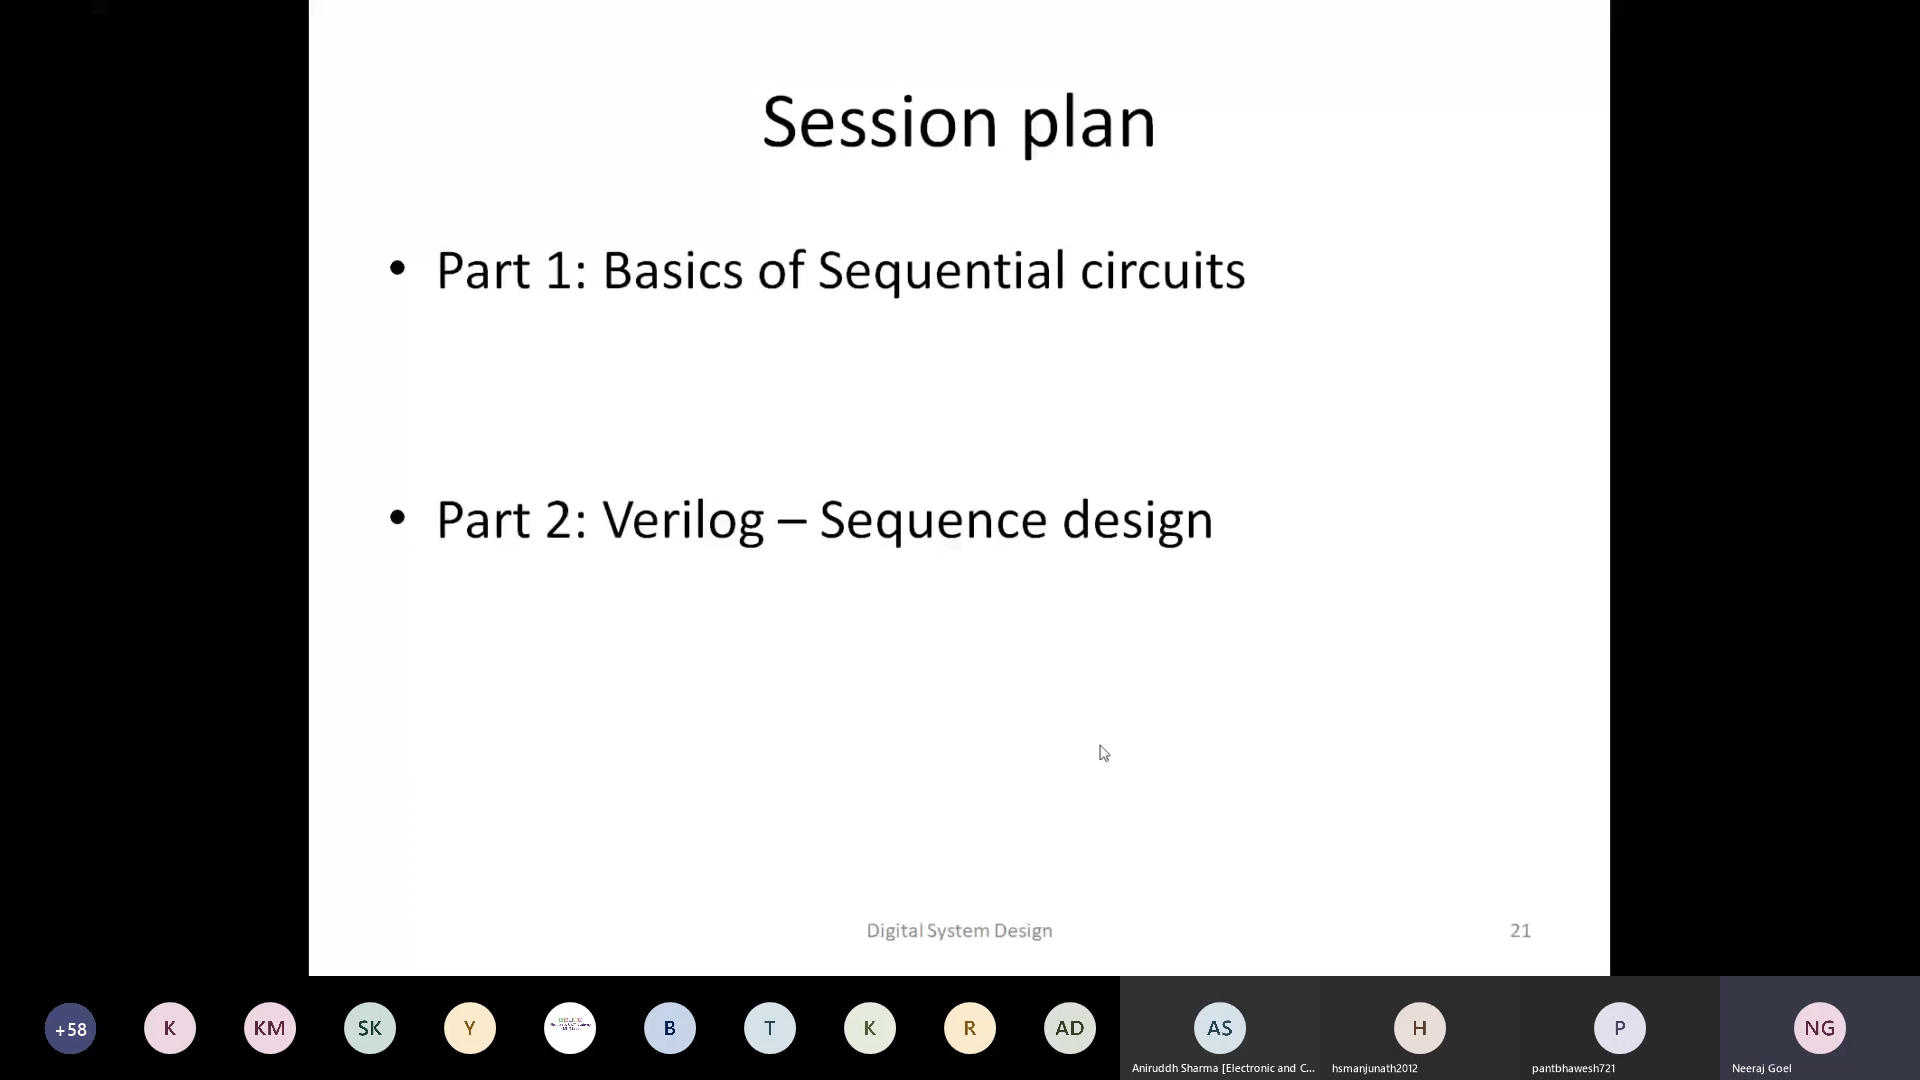 Session plan
• Part 1: Basics of Sequential circuits
• Part 2: Verilog – Sequence design
Digital System Design
21
+58
K
KM
SK
Y
B
T
K
R
AD
AS
H
P
NG
Aniruddh Sharma [Electronic and C...
hsmanjunath2012
pantbhawesh721
Neeraj Goel